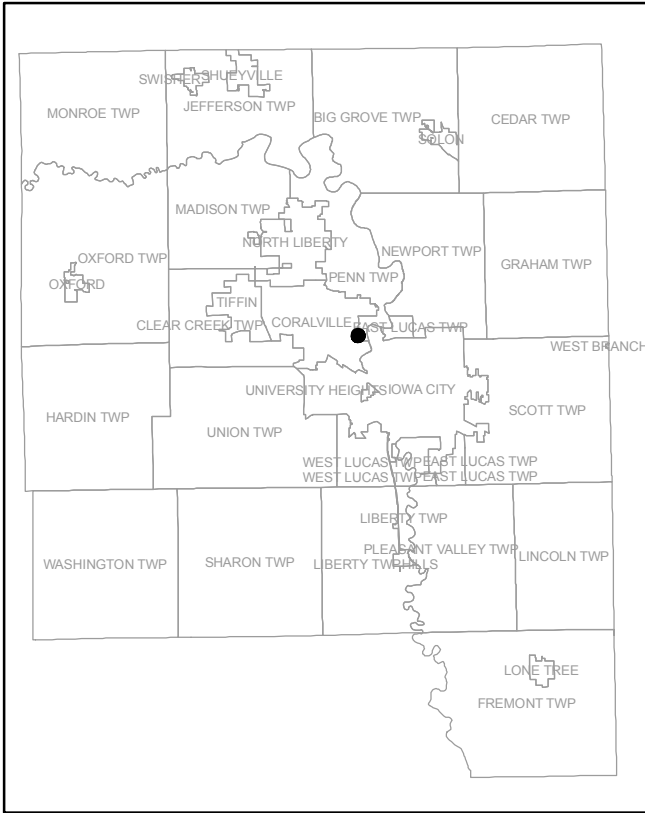 SHUEYVILLE
SWISHER
JEFFERSON TWP
MONROE TWP
BIG GROVE TWP
CEDAR TWP
SOLON
MADISON TWP
NORTH LIBERTY
NEWPORT TWP
OXFORD TWP
GRAHAM TWP
PENN TWP
OXFORD
TIFFIN
CORALVILLE
CLEAR CREEK TWP
EAST LUCAS TWP
WEST BRANCH
UNIVERSITY HEIGHTS
IOWA CITY
SCOTT TWP
HARDIN TWP
UNION TWP
WEST LUCAS TWP
EAST LUCAS TWP
WEST LUCAS TWP
EAST LUCAS TWP
LIBERTY TWP
PLEASANT VALLEY TWP
LINCOLN TWP
WASHINGTON TWP
SHARON TWP
LIBERTY TWP
HILLS
LONE TREE
FREMONT TWP